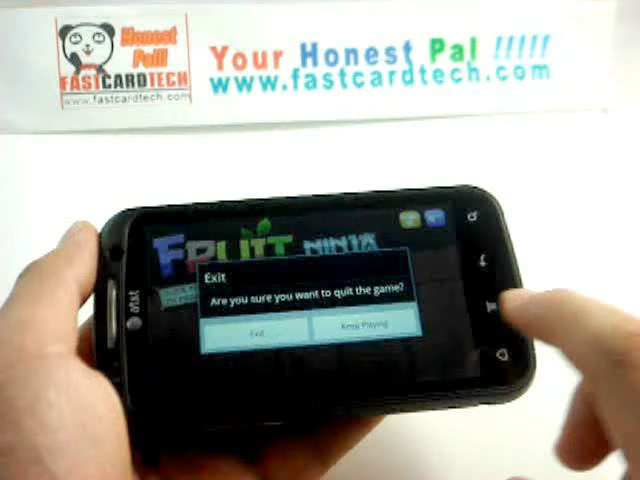 Honest
Pal!!
FASTCARDTECH
www.fastcardtech.com
Your Honest Pal !!!!!
www.fastcardtech.com
at&t
FRUIT NINJA
Exit
Are you sure you want to quit the game?
Exit
Keep Playing